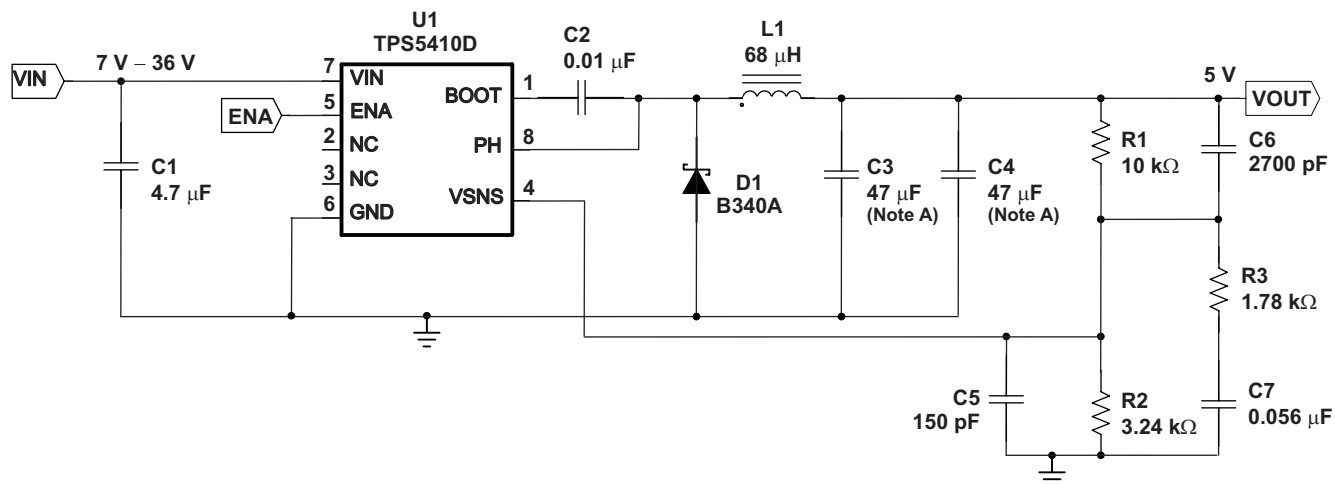 U1
TPS5410D
C2
0.01 μF
L1
68 μH
7 V – 36 V
5 V
VIN
VOUT
7
VIN
1
BOOT
5
ENA
ENA
2
NC
8
PH
3
NC
4
VSNS
6
GND
C1
4.7 μF
D1
B340A
C3
47 μF
(Note A)
C4
47 μF
(Note A)
R1
10 kΩ
C6
2700 pF
R3
1.78 kΩ
C5
150 pF
R2
3.24 kΩ
C7
0.056 μF